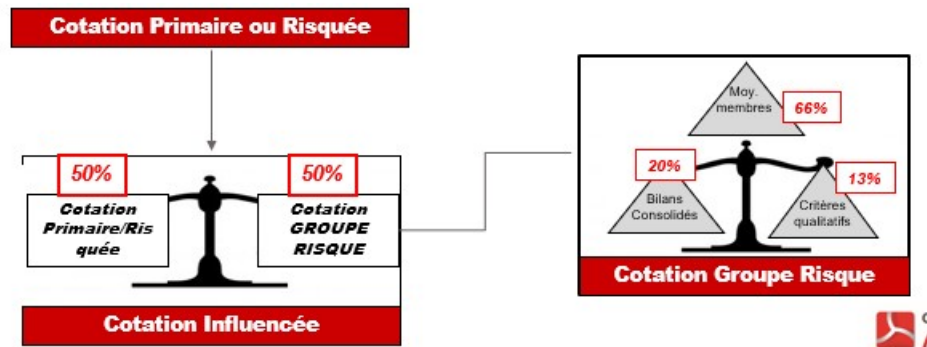 Cotation Primaire ou Risquée
50%
50%
Cotation
Primaire/Ris
quée
Cotation
GROUPE
RISQUE
Cotation Influencée
Moy.
membres
66%
20%
13%
Bilans
Consolidés
Critères
qualitatifs
Cotation Groupe Risque